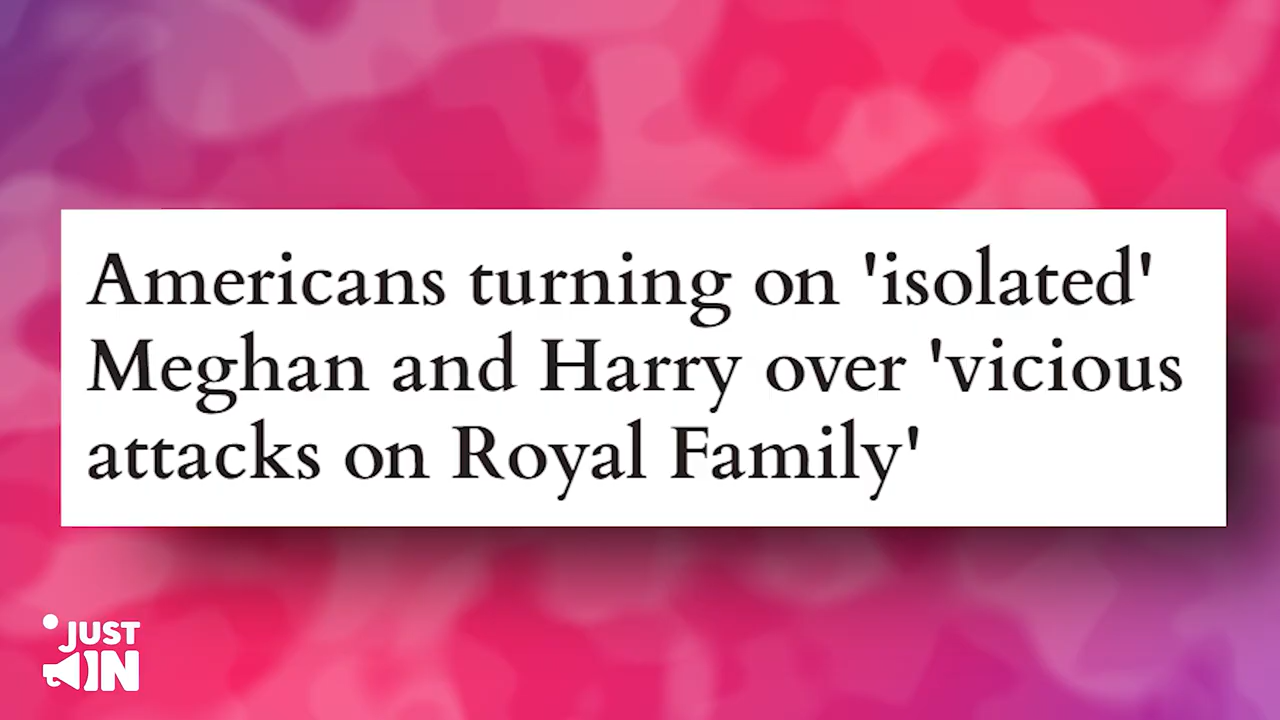 Americans turning on 'isolated'
Meghan and Harry over 'vicious
attacks on Royal Family'
JUST
IN